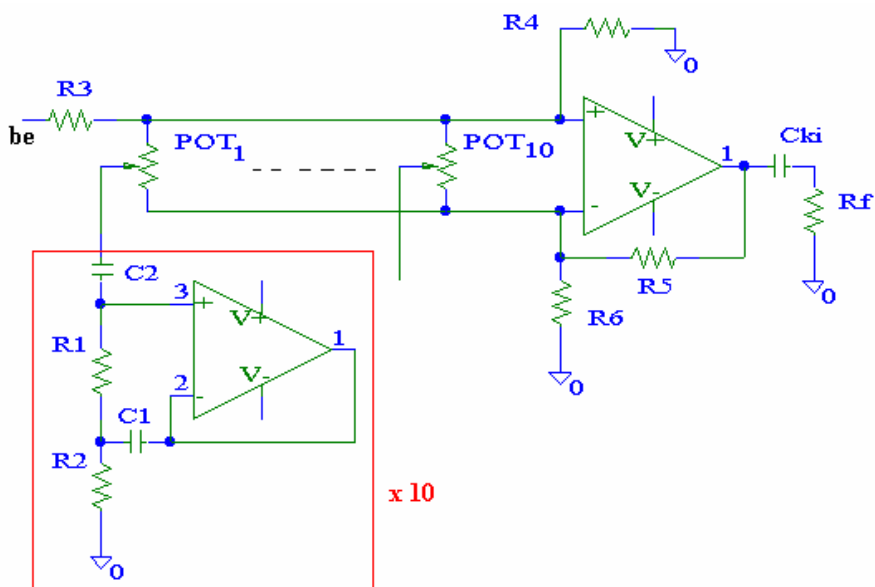 R4
0
R3
be
POT1
POT10
+
V+
-
V-
1
Cki
Rf
0
R5
R6
0
C2
3
+
V+
1
R1
2
-
V-
C1
R2
0
x 10